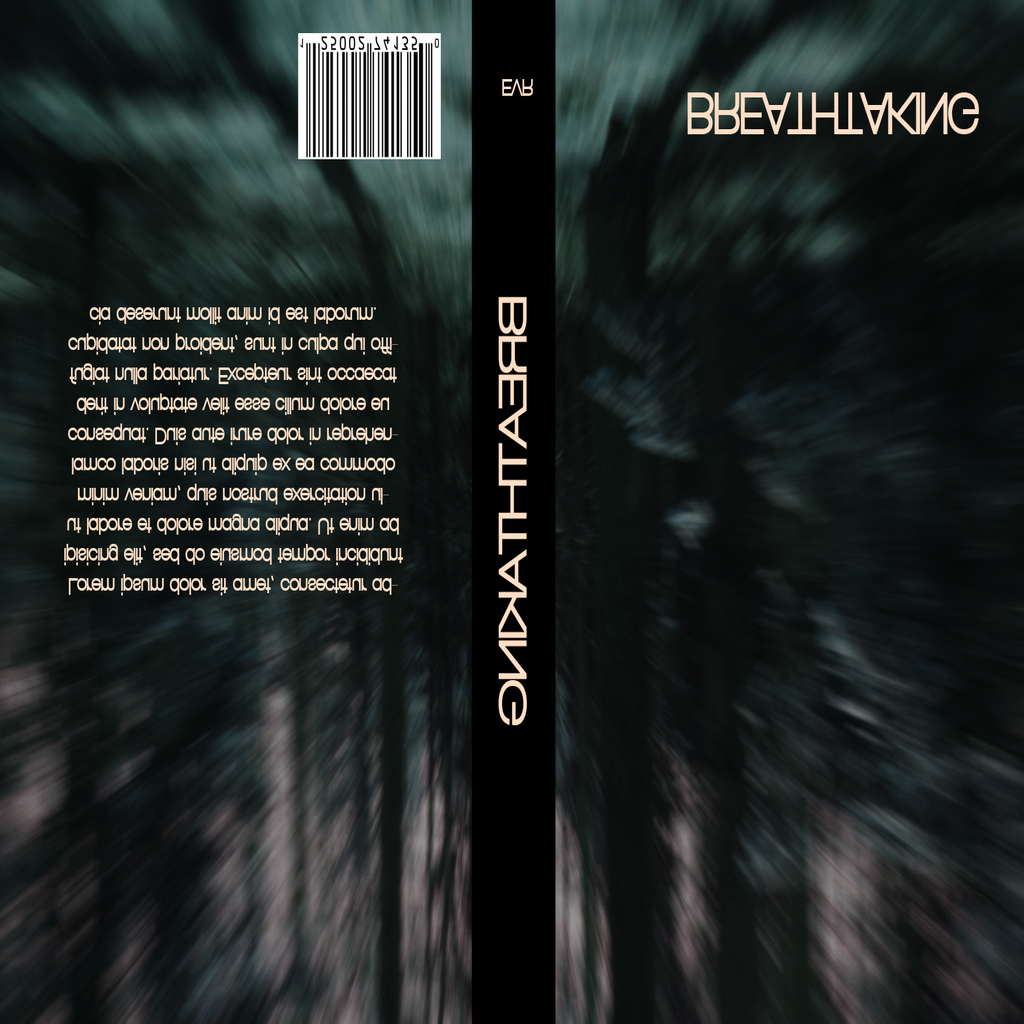 BREATHTAKING
BREATHTAKING
EVR
Lorem ipsum dolor sit amet, consectetur ad-
ipisicing elit, sed do eiusmod tempor incididunt
ut labore et dolore magna aliqua. Ut enim ad
minim veniam, quis nostrud exercitation ul-
lamco laboris nisi ut aliquip ex ea commodo
consequat. Duis aute irure dolor in reprehen-
derit in voluptate velit esse cillum dolore eu
fugiat nulla pariatur. Excepteur sint occaecat
cupidatat non proident, sunt in culpa qui offi-
cia deserunt mollit anim id est laborum.
1 25002 74135 0